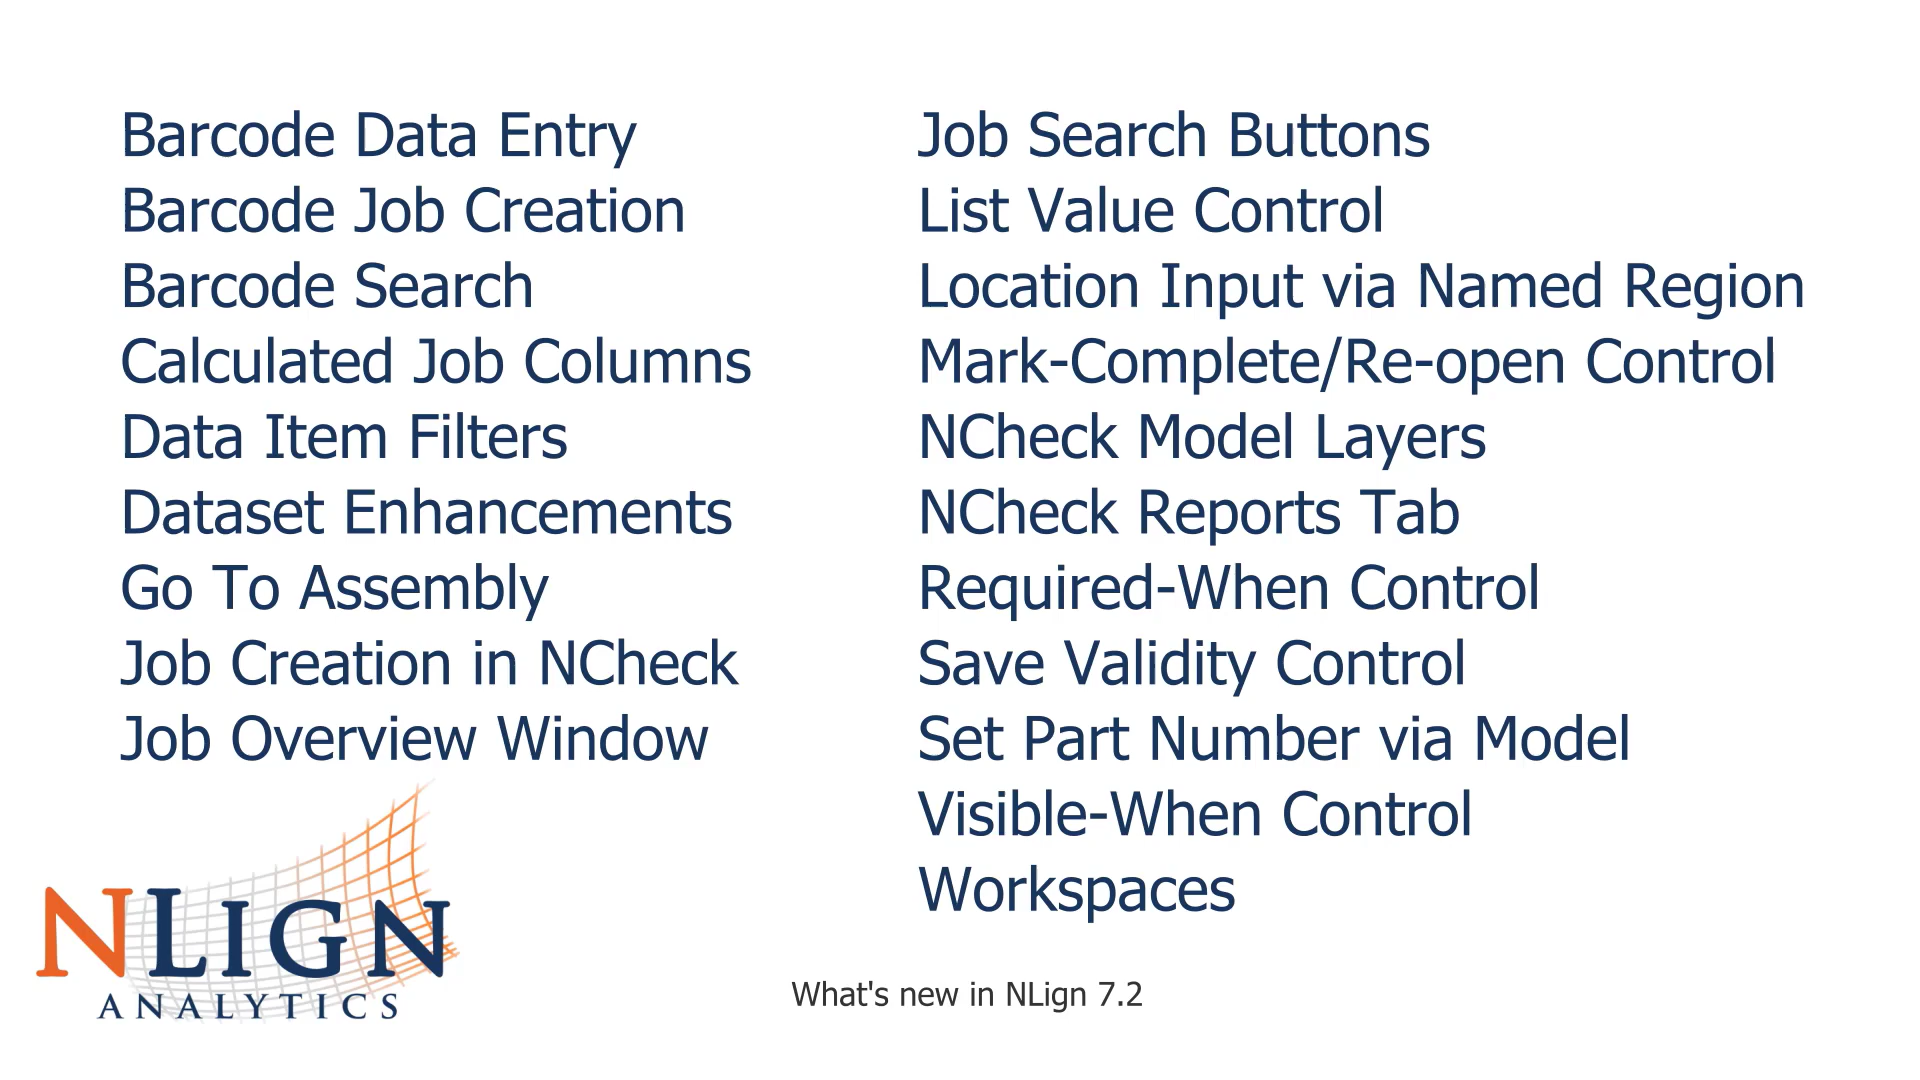 Barcode Data Entry
Barcode Job Creation
Barcode Search
Calculated Job Columns
Data Item Filters
Dataset Enhancements
Go To Assembly
Job Creation in NCheck
Job Overview Window
Job Search Buttons
List Value Control
Location Input via Named Region
Mark-Complete/Re-open Control
NCheck Model Layers
NCheck Reports Tab
Required-When Control
Save Validity Control
Set Part Number via Model
Visible-When Control
Workspaces
NLIGN
ANALYTICS
What's new in NLign 7.2